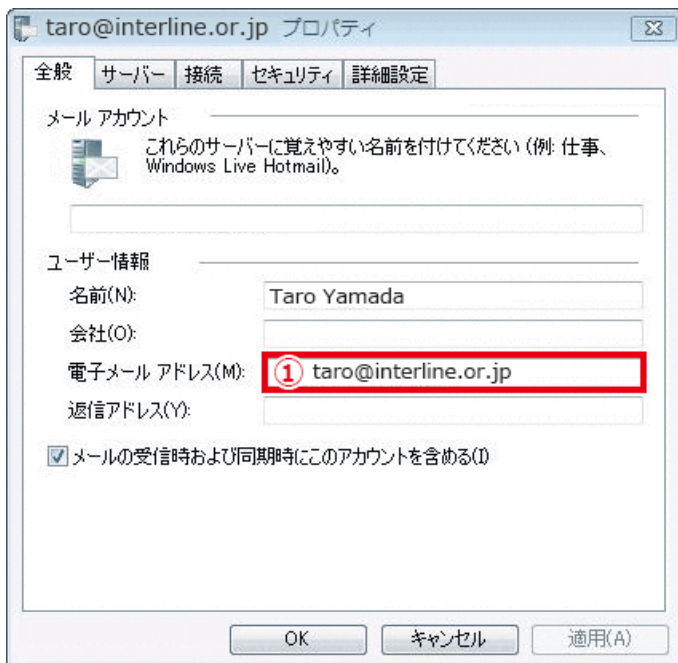 taro@interline.or.jp プロパティ
全般 サーバー 接続 セキュリティ 詳細設定
メール アカウント
これらのサーバーに覚えやすい名前を付けてください (例: 仕事、
Windows Live Hotmail)。
ユーザー情報
名前(N): Taro Yamada
会社(O):
電子メール アドレス(M): ① taro@interline.or.jp
返信アドレス(Y):
メールの受信時および同期時にこのアカウントを含める(I)
OK キャンセル 適用(A)